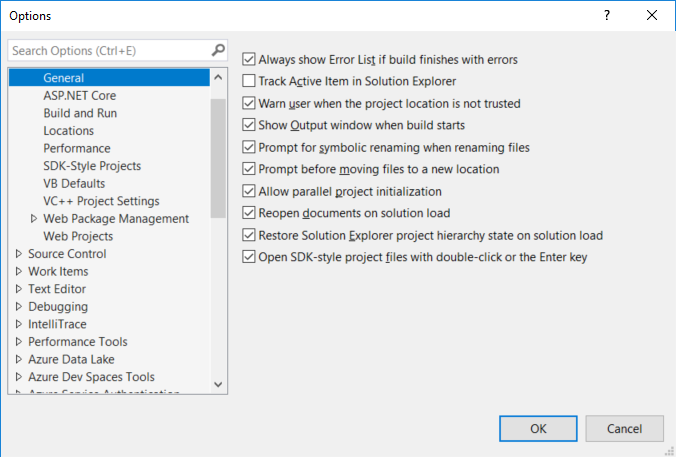 Options
Search Options (Ctrl+E)
General
ASP.NET Core
Build and Run
Locations
Performance
SDK-Style Projects
VB Defaults
VC++ Project Settings
Web Package Management
Web Projects
Source Control
Work Items
Text Editor
Debugging
IntelliTrace
Performance Tools
Azure Data Lake
Azure Dev Spaces Tools
Azure Service Authentication
Always show Error List if build finishes with errors
Track Active Item in Solution Explorer
Warn user when the project location is not trusted
Show Output window when build starts
Prompt for symbolic renaming when renaming files
Prompt before moving files to a new location
Allow parallel project initialization
Reopen documents on solution load
Restore Solution Explorer project hierarchy state on solution load
Open SDK-style project files with double-click or the Enter key
OK
Cancel